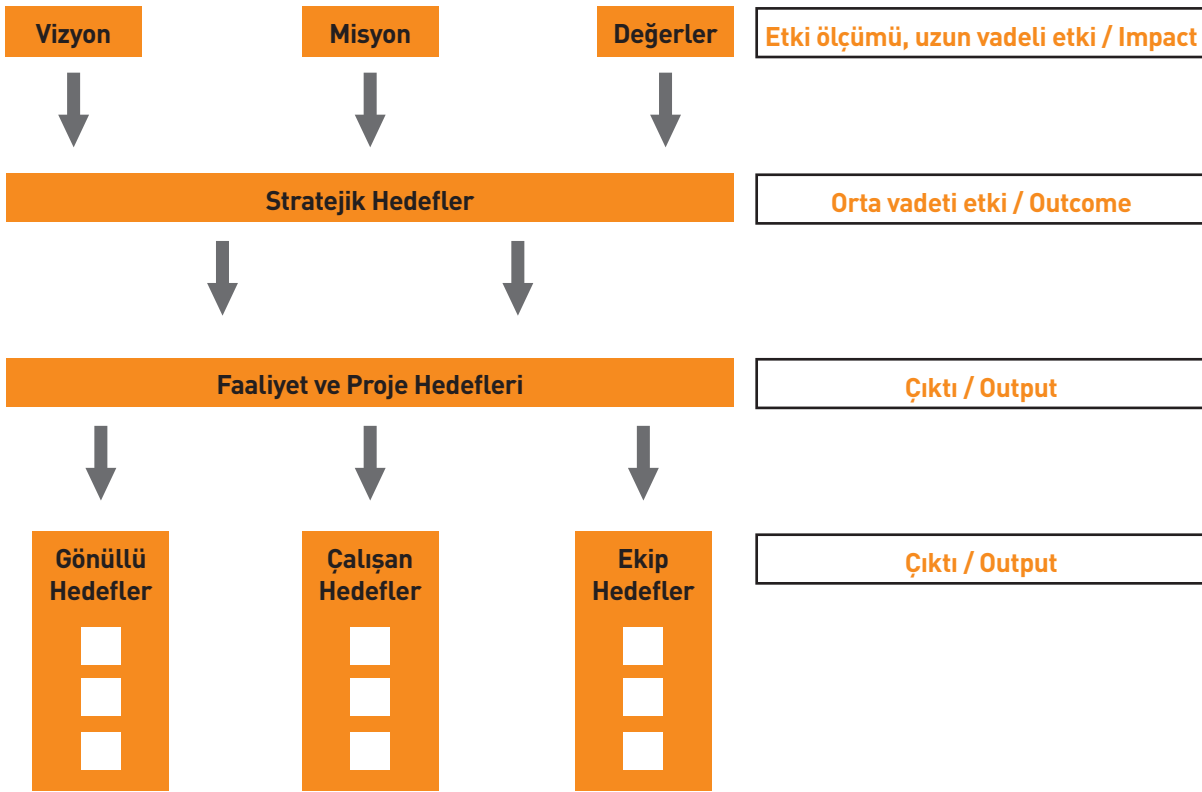 Vizyon
Misyon
Değerler
Etki ölçümü, uzun vadeli etki / Impact
Stratejik Hedefler
Orta vadeti etki / Outcome
Faaliyet ve Proje Hedefleri
Çıktı / Output
Gönüllü
Hedefler
Çalışan
Hedefler
Ekip
Hedefler
Çıktı / Output